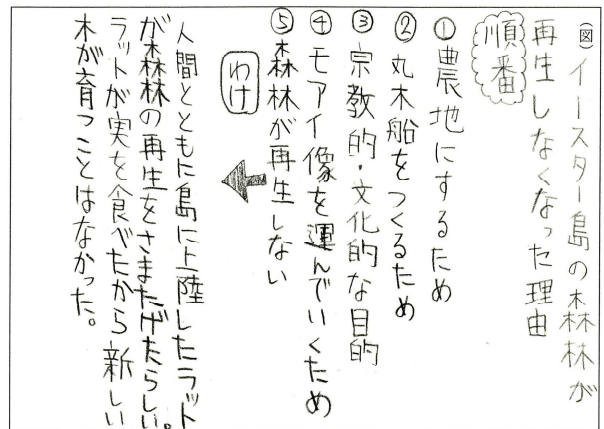 図 イースター島の森林が
再生しなくなった理由
順番
①農地にするため
②丸木船をつくるため
③宗教的・文化的な目的
④モアイ像を運んでいくため
⑤森林が再生しない
わけ
人間とともに島に上陸したラット
が森林の再生をさまたげたらしい。
ラットが実を食べたから新しい
木が育つことはなかった。